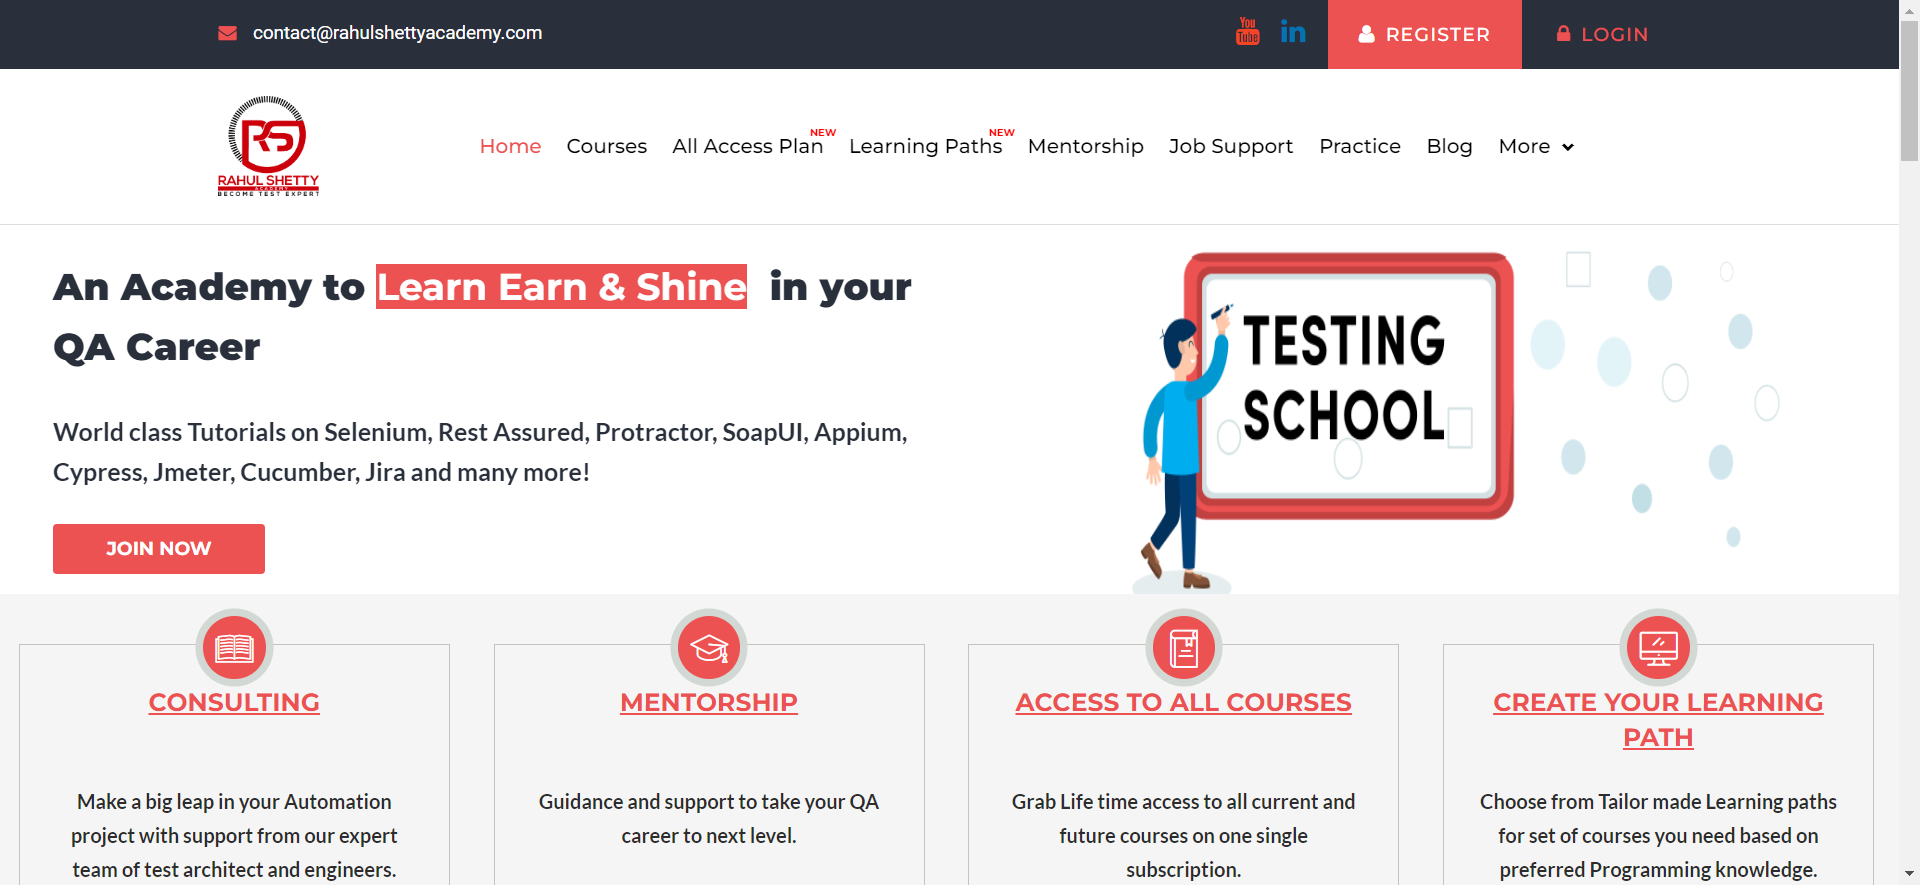 contact@rahulshettyacademy.com
You Tube
in
REGISTER
LOGIN
RS
RAHUL SHETTY
ACADEMY
BECOME TEST EXPERT
Home
Courses
All Access Plan NEW
Learning Paths NEW
Mentorship
Job Support
Practice
Blog
More
An Academy to Learn Earn & Shine in your
QA Career
World class Tutorials on Selenium, Rest Assured, Protractor, SoapUI, Appium,
Cypress, Jmeter, Cucumber, Jira and many more!
JOIN NOW
TESTING
SCHOOL
CONSULTING
Make a big leap in your Automation
project with support from our expert
team of test architect and engineers.
MENTORSHIP
Guidance and support to take your QA
career to next level.
ACCESS TO ALL COURSES
Grab Life time access to all current and
future courses on one single
subscription.
CREATE YOUR LEARNING
PATH
Choose from Tailor made Learning paths
for set of courses you need based on
preferred Programming knowledge.